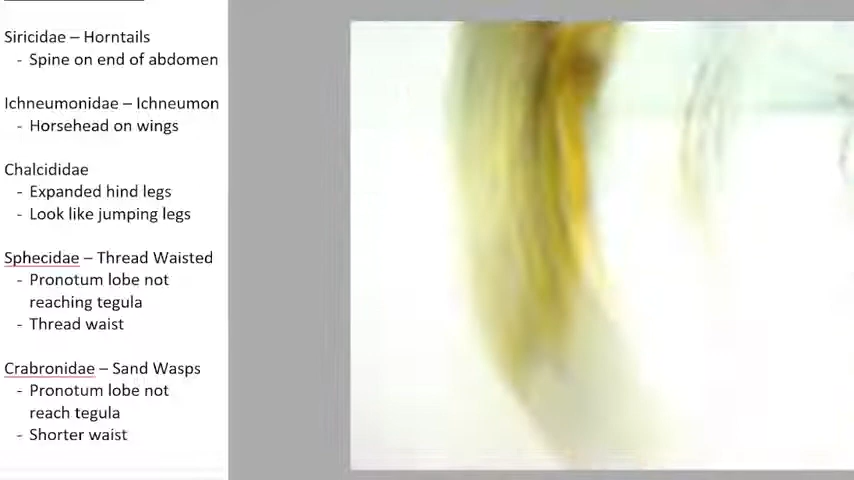 Siricidae – Horntails
- Spine on end of abdomen
Ichneumonidae – Ichneumon
- Horsehead on wings
Chalcididae
- Expanded hind legs
- Look like jumping legs
Sphecidae – Thread Waisted
- Pronotum lobe not
reaching tegula
- Thread waist
Crabronidae – Sand Wasps
- Pronotum lobe not
reach tegula
- Shorter waist